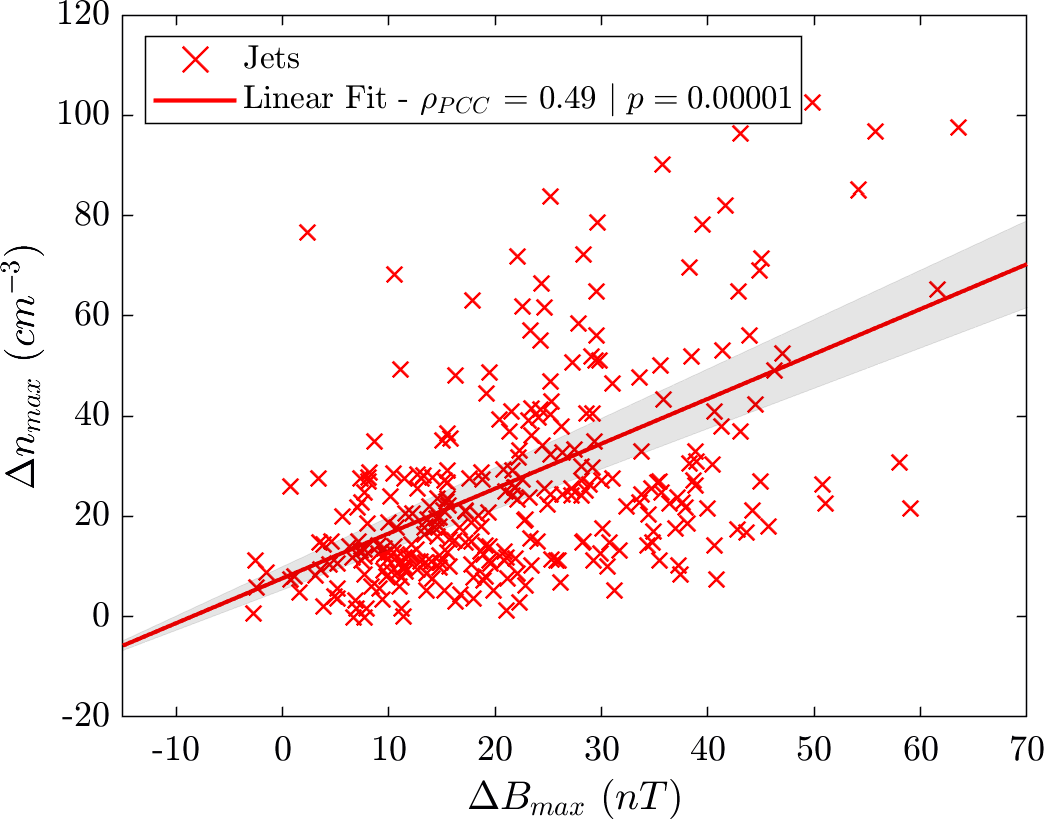 120
100
80
60
40
20
0
-20
Δn_max (cm⁻³)
Jets
Linear Fit - ρ_PCC = 0.49 | p = 0.00001
-10 0 10 20 30 40 50 60 70
ΔB_max (nT)